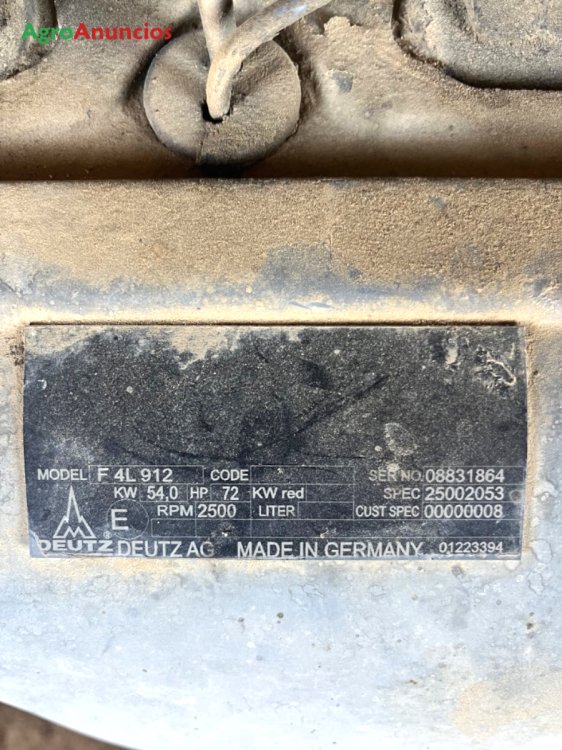 AgroAnuncios
MODEL F 4L 912 CODE SER NO. 08831864
KW 54,0 HP 72 KW red SPEC 25002053
E RPM 2500 LITER CUST SPEC 00000008
DEUTZ® DEUTZ AG MADE IN GERMANY 01223394